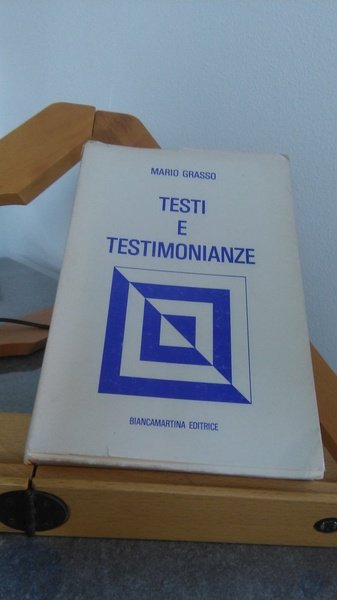 MARIO GRASSO
TESTI
E
TESTIMONIANZE
BIANCAMARTINA EDITRICE